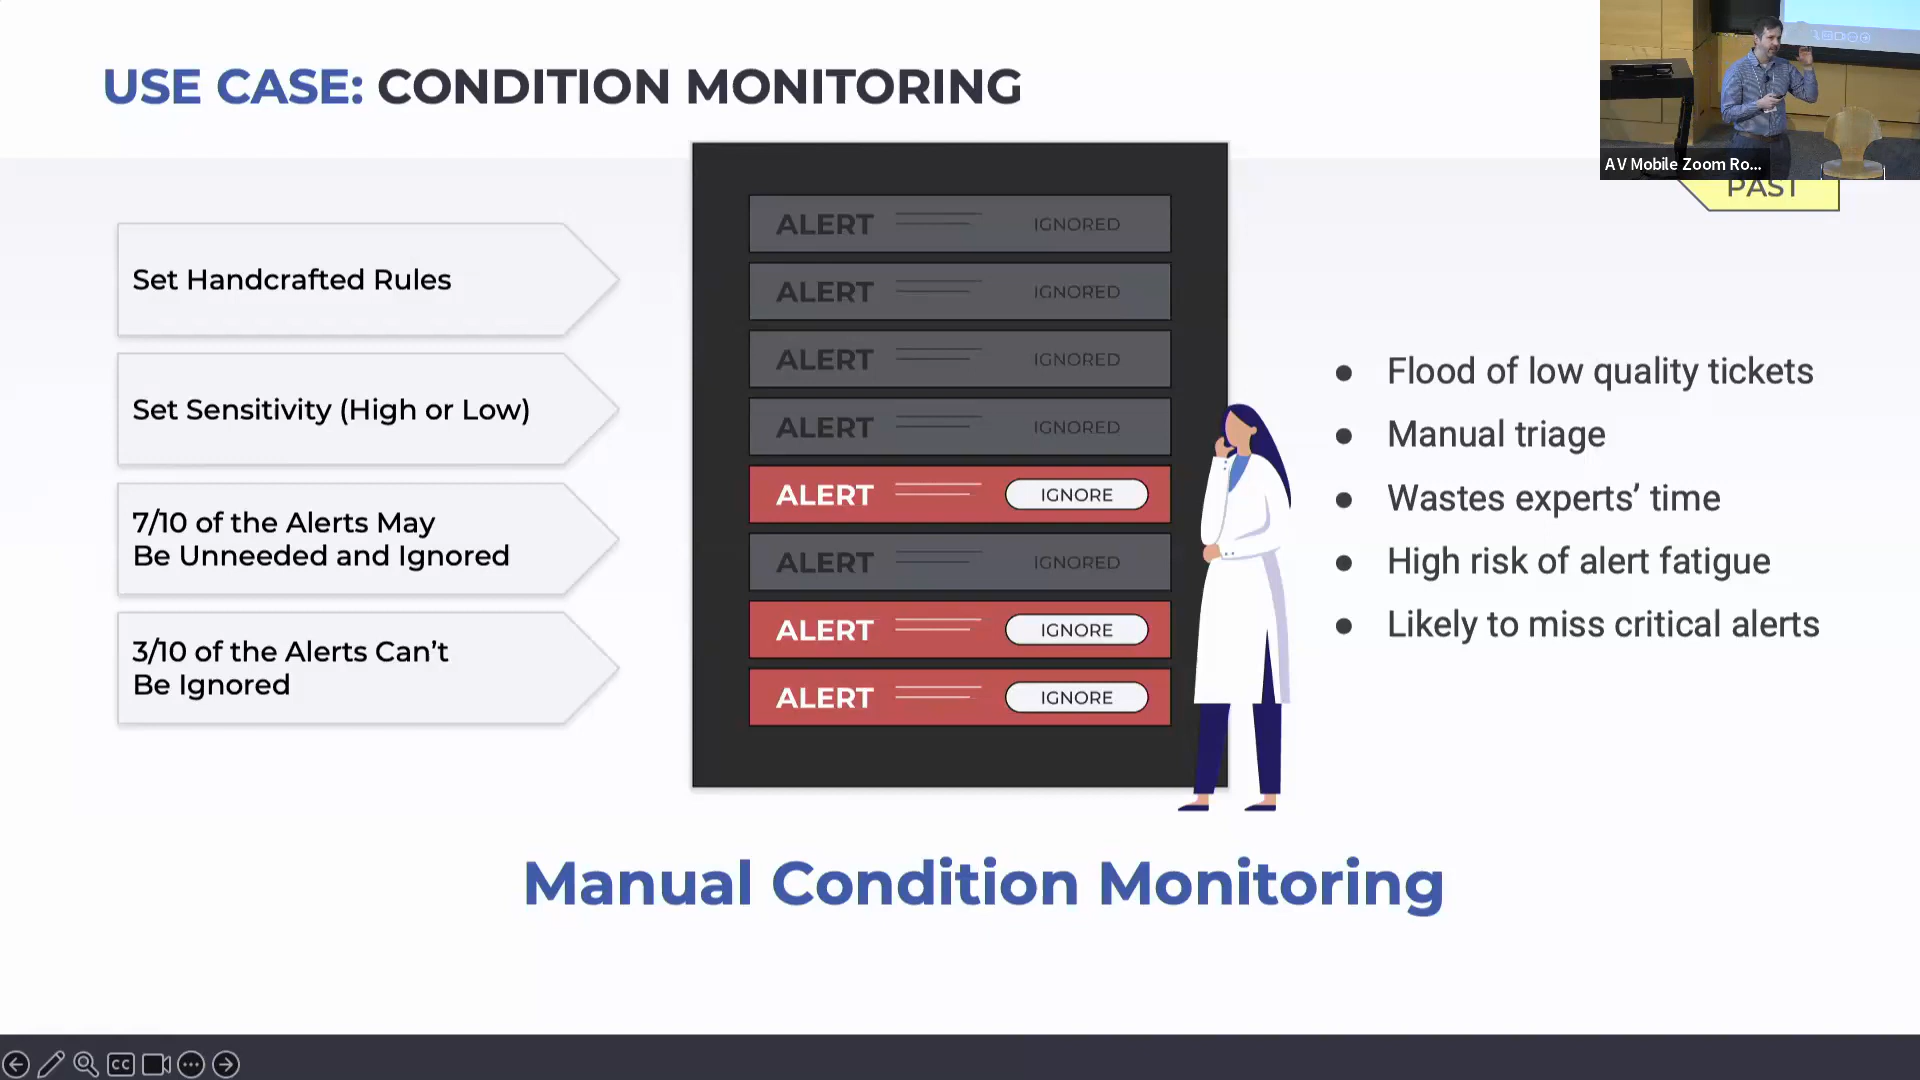 USE CASE: CONDITION MONITORING
AV Mobile Zoom Ro...
PAST
Set Handcrafted Rules
Set Sensitivity (High or Low)
7/10 of the Alerts May
Be Unneeded and Ignored
3/10 of the Alerts Can't
Be Ignored
ALERT IGNORED
ALERT IGNORED
ALERT IGNORED
ALERT IGNORED
ALERT IGNORE
ALERT IGNORED
ALERT IGNORE
ALERT IGNORE
• Flood of low quality tickets
• Manual triage
• Wastes experts’ time
• High risk of alert fatigue
• Likely to miss critical alerts
Manual Condition Monitoring
CC